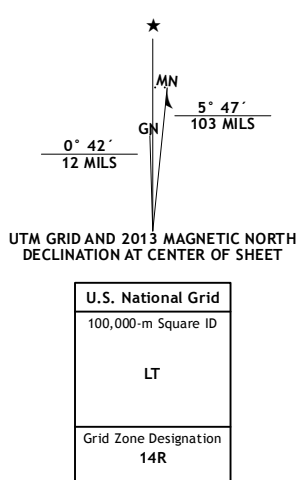 ★
MN
GN
5° 47´
103 MILS
0° 42´
12 MILS
UTM GRID AND 2013 MAGNETIC NORTH
DECLINATION AT CENTER OF SHEET
U.S. National Grid
100,000-m Square ID
LT
Grid Zone Designation
14R